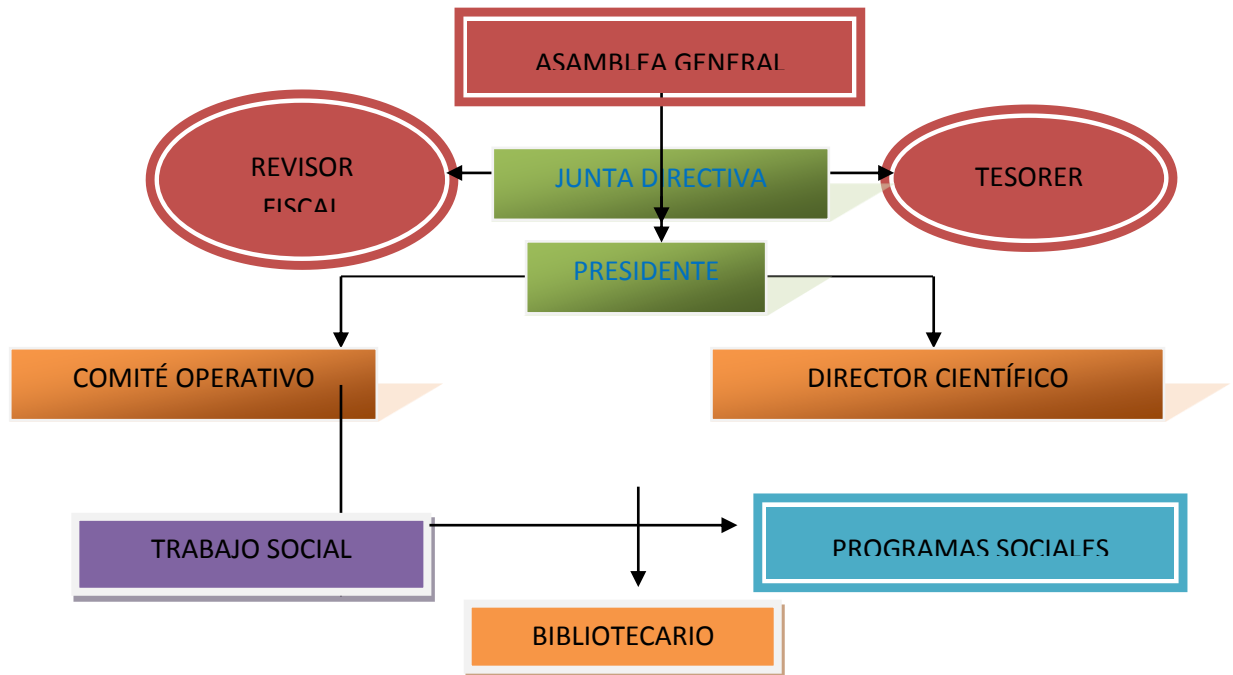 ASAMBLEA GENERAL
REVISOR
FISCAL
JUNTA DIRECTIVA
TESORER
PRESIDENTE
COMITÉ OPERATIVO
DIRECTOR CIENTÍFICO
TRABAJO SOCIAL
PROGRAMAS SOCIALES
BIBLIOTECARIO